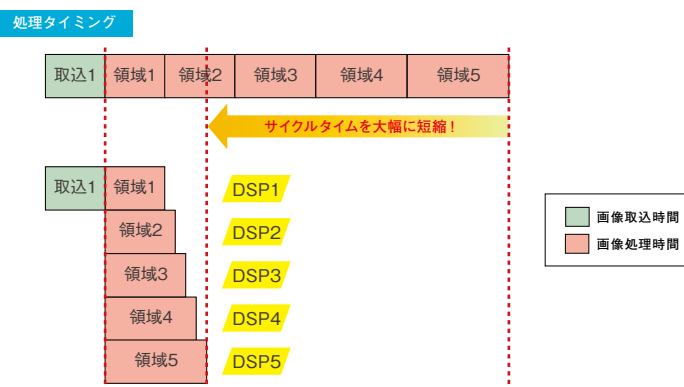 処理タイミング
取込1 領域1 領域2 領域3 領域4 領域5
サイクルタイムを大幅に短縮！
取込1 領域1 DSP1
領域2 DSP2
領域3 DSP3
領域4 DSP4
領域5 DSP5
画像取込時間
画像処理時間